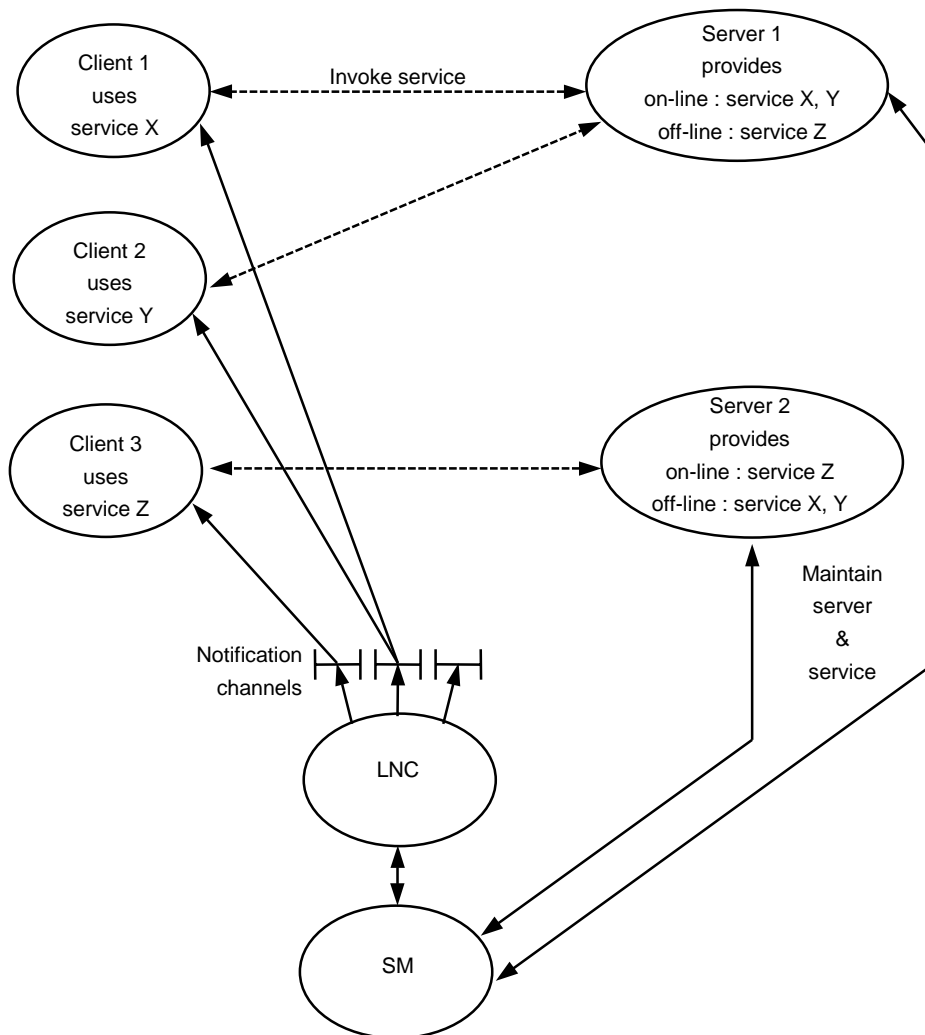 Client 1
uses
service X
Invoke service
Server 1
provides
on-line : service X, Y
off-line : service Z
Client 2
uses
service Y
Client 3
uses
service Z
Server 2
provides
on-line : service Z
off-line : service X, Y
Maintain
server
&
service
Notification
channels
LNC
SM